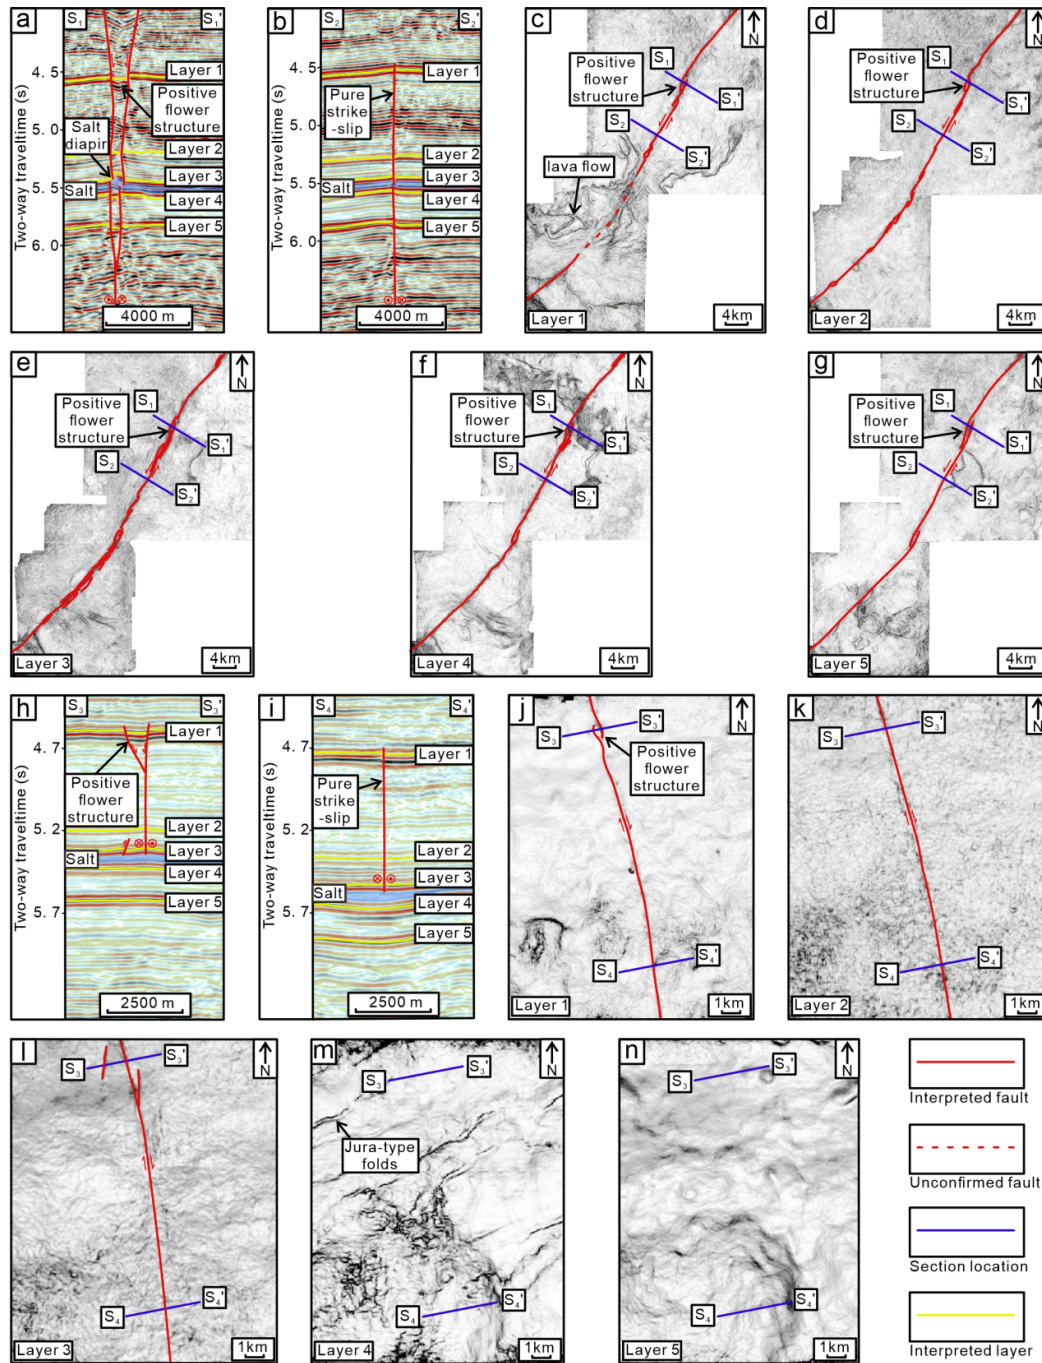 a
S₁
S₁'
Two-way traveltime (s)
4. 5
5. 0
5. 5
6. 0
Layer 1
Positive
flower
structure
Salt
diapir
Layer 2
Layer 3
Salt
Layer 4
Layer 5
4000 m
b
S₂
S₂'
Two-way traveltime (s)
4. 5
5. 0
5. 5
6. 0
Layer 1
Pure
strike
-slip
Layer 2
Layer 3
Salt
Layer 4
Layer 5
4000 m
c
N
S₁
Positive
flower
structure
S₁'
S₂
S₂'
lava flow
Layer 1
4km
d
N
S₁
Positive
flower
structure
S₁'
S₂
S₂'
Layer 2
4km
e
N
S₁
Positive
flower
structure
S₁'
S₂
S₂'
Layer 3
4km
f
N
S₁
Positive
flower
structure
S₁'
S₂
S₂'
Layer 4
4km
g
N
S₁
Positive
flower
structure
S₁'
S₂
S₂'
Layer 5
4km
h
S₃
S₃'
Two-way traveltime (s)
4. 7
5. 2
5. 7
Layer 1
Positive
flower
structure
Layer 2
Layer 3
Salt
Layer 4
Layer 5
2500 m
i
S₄
S₄'
Two-way traveltime (s)
4. 7
5. 2
5. 7
Layer 1
Pure
strike
-slip
Layer 2
Layer 3
Salt
Layer 4
Layer 5
2500 m
j
N
S₃
S₃'
Positive
flower
structure
S₄
S₄'
Layer 1
1km
k
N
S₃
S₃'
S₄
S₄'
Layer 2
1km
l
N
S₃
S₃'
S₄
S₄'
Layer 3
1km
m
N
S₃
S₃'
Jura-type
folds
S₄
S₄'
Layer 4
1km
n
N
S₃
S₃'
S₄
S₄'
Layer 5
1km
Interpreted fault
Unconfirmed fault
Section location
Interpreted layer